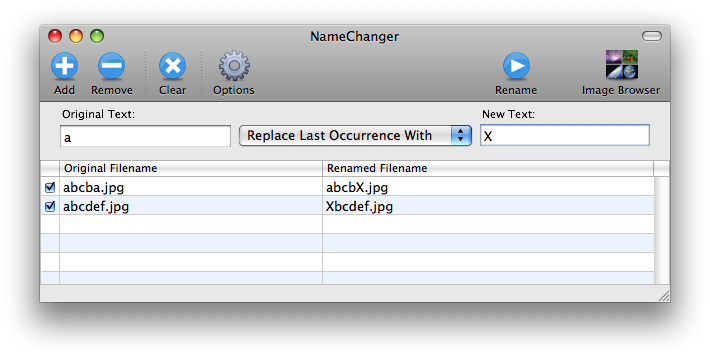 NameChanger
Add Remove Clear Options Rename Image Browser
Original Text: New Text:
a Replace Last Occurrence With X
Original Filename Renamed Filename
abcba.jpg abcbX.jpg
abcdef.jpg Xbcdef.jpg